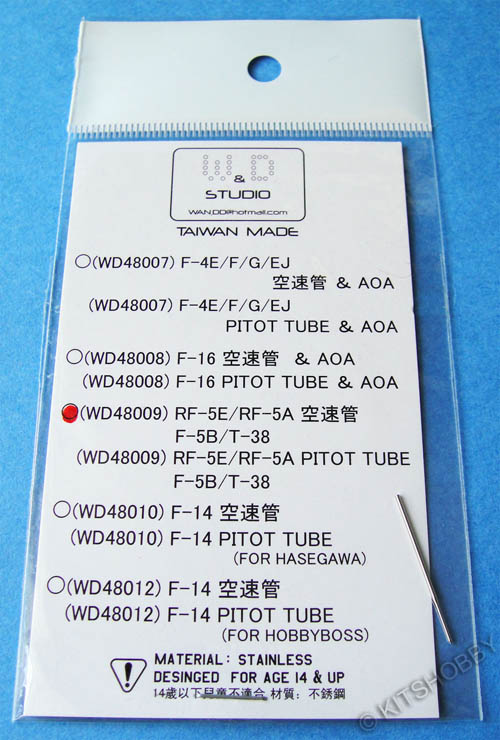 W D
&
STUDIO
WAN.DD@hotmail.com
TAIWAN MADE
(WD48007) F-4E/F/G/EJ
空速管 & AOA
(WD48007) F-4E/F/G/EJ
PITOT TUBE & AOA
(WD48008) F-16 空速管 & AOA
(WD48008) F-16 PITOT TUBE & AOA
(WD48009) RF-5E/RF-5A 空速管
F-5B/T-38
(WD48009) RF-5E/RF-5A PITOT TUBE
F-5B/T-38
(WD48010) F-14 空速管
(WD48010) F-14 PITOT TUBE
(FOR HASEGAWA)
(WD48012) F-14 空速管
(WD48012) F-14 PITOT TUBE
(FOR HOBBYBOSS)
MATERIAL: STAINLESS
DESINGED FOR AGE 14 & UP
14歳以下兒童不適合 材質: 不銹鋼
© KITSHOBBY